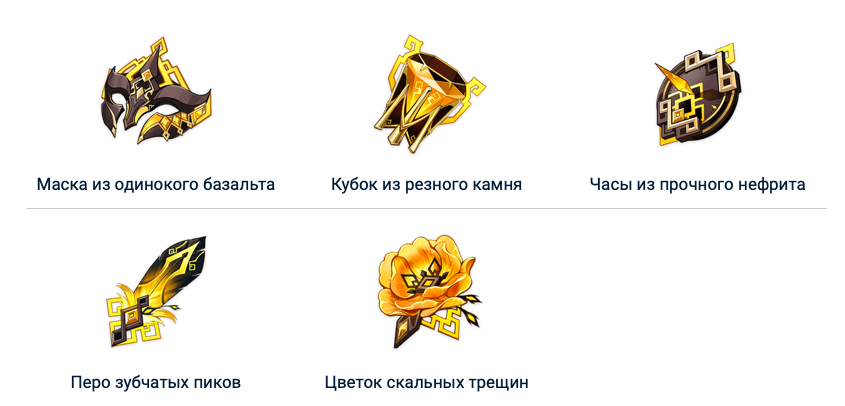 Маска из одинокого базальта
Кубок из резного камня
Часы из прочного нефрита
Перо зубчатых пиков
Цветок скальных трещин